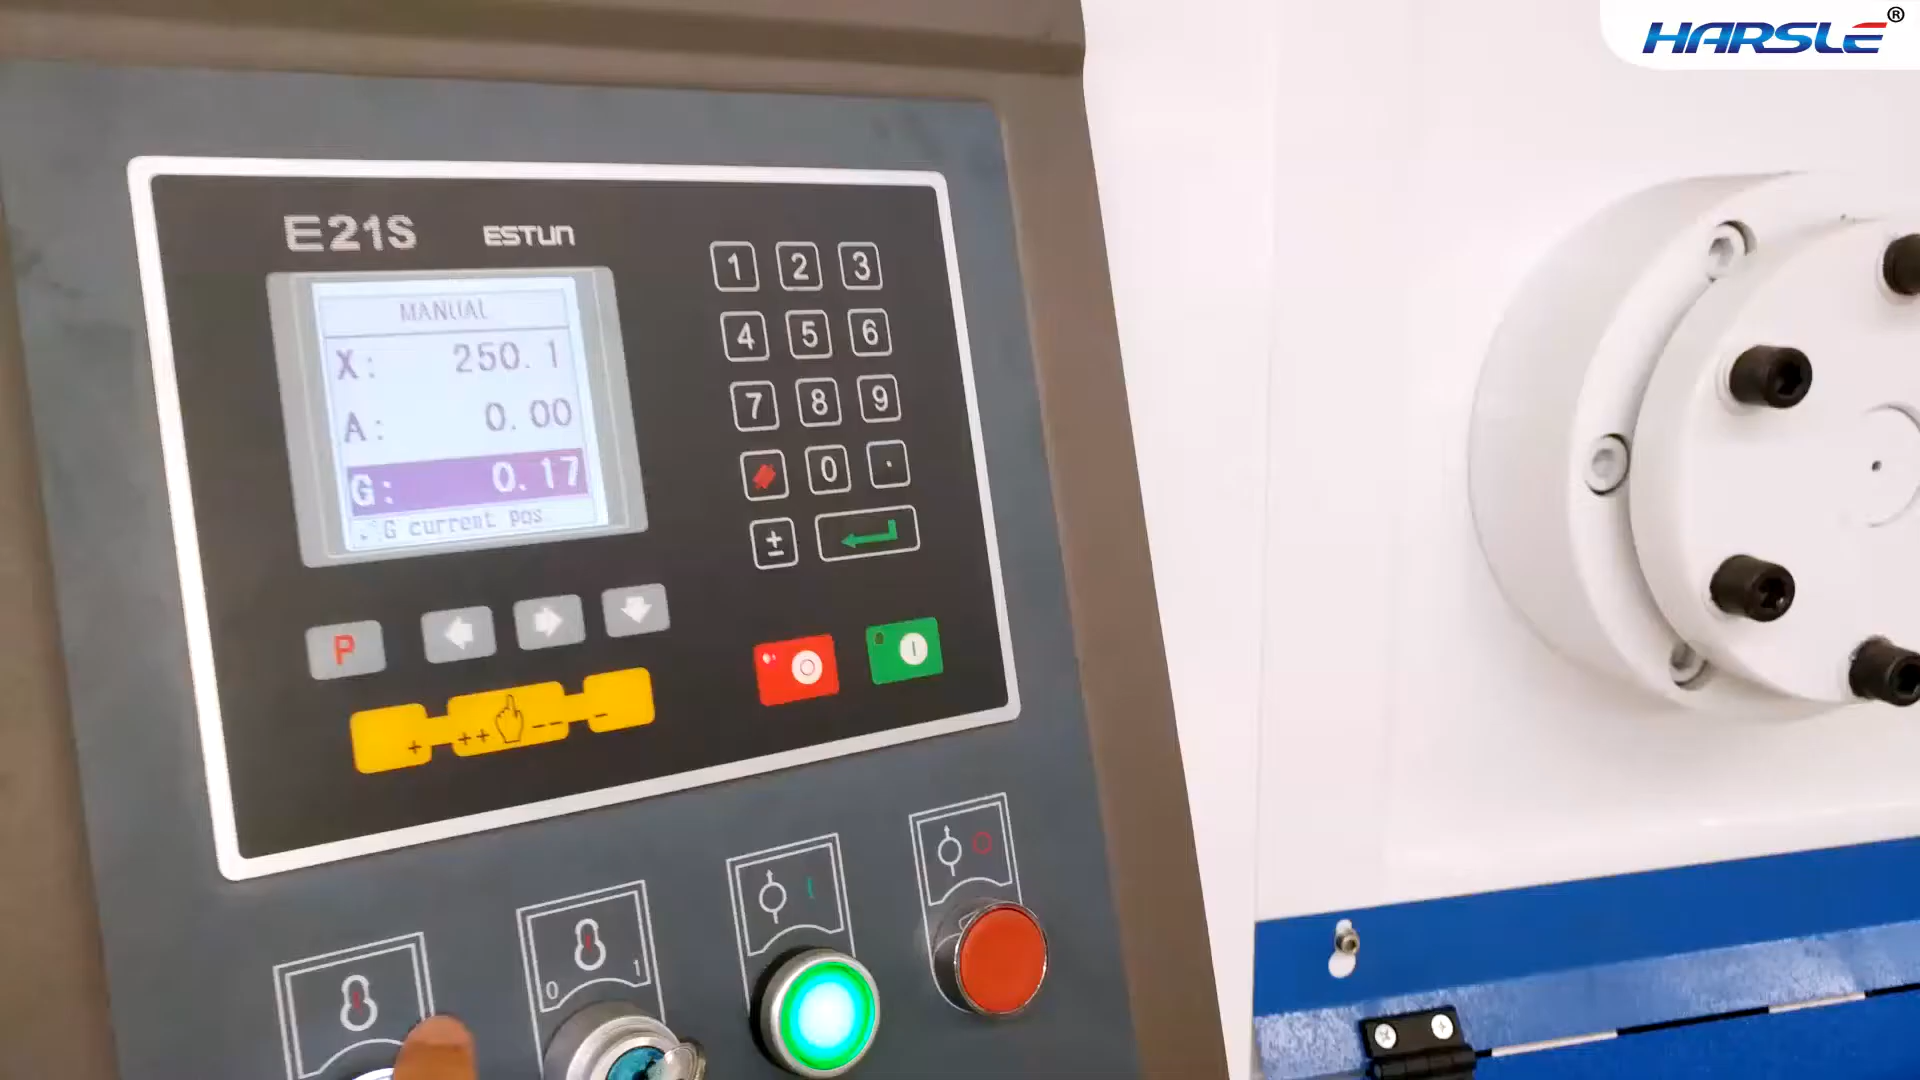 HARSLE®
E21S ESTUN
MANUAL
X: 250.1
A: 0.00
G: 0.17
G current pos
1 2 3
4 5 6
7 8 9
0 .
±
P
+ ++ -- -
0 1